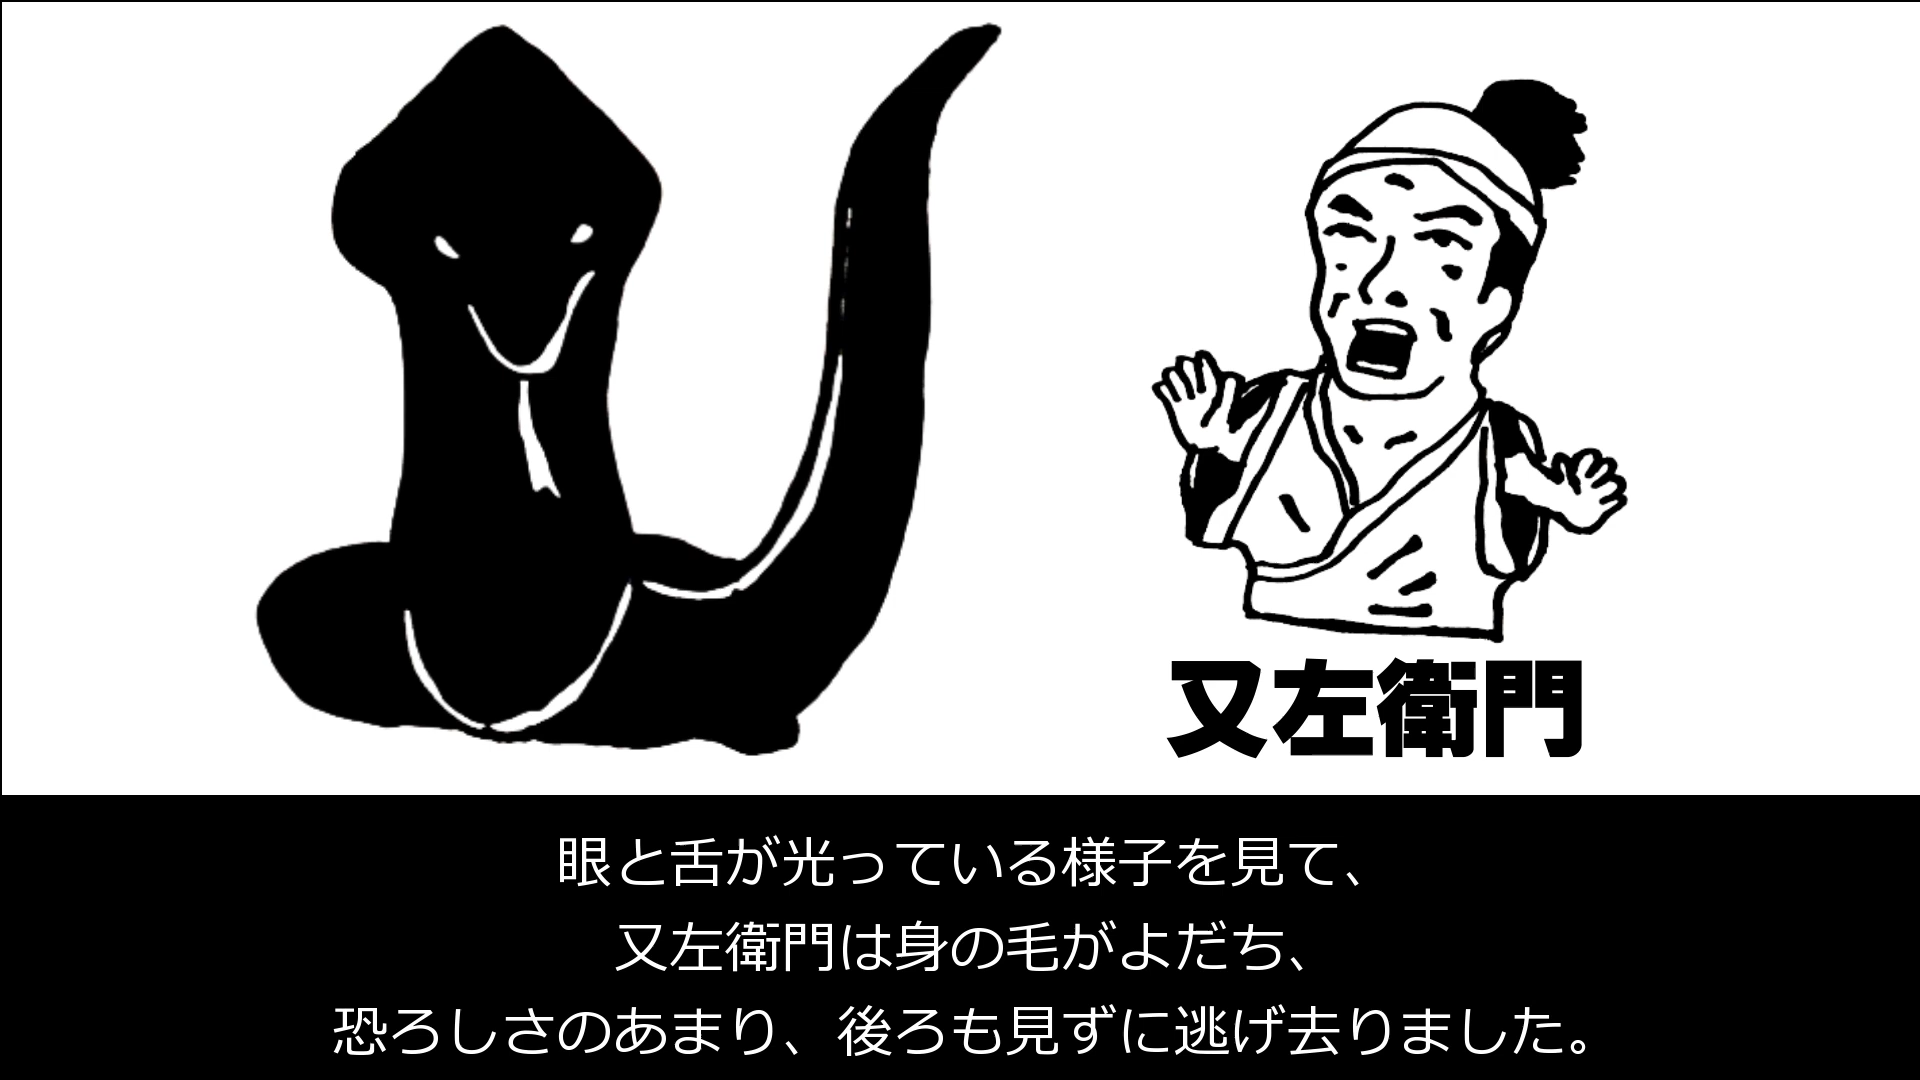 又左衛門
眼と舌が光っている様子を見て、
又左衛門は身の毛がよだち、
恐ろしさのあまり、後ろも見ずに逃げ去りました。